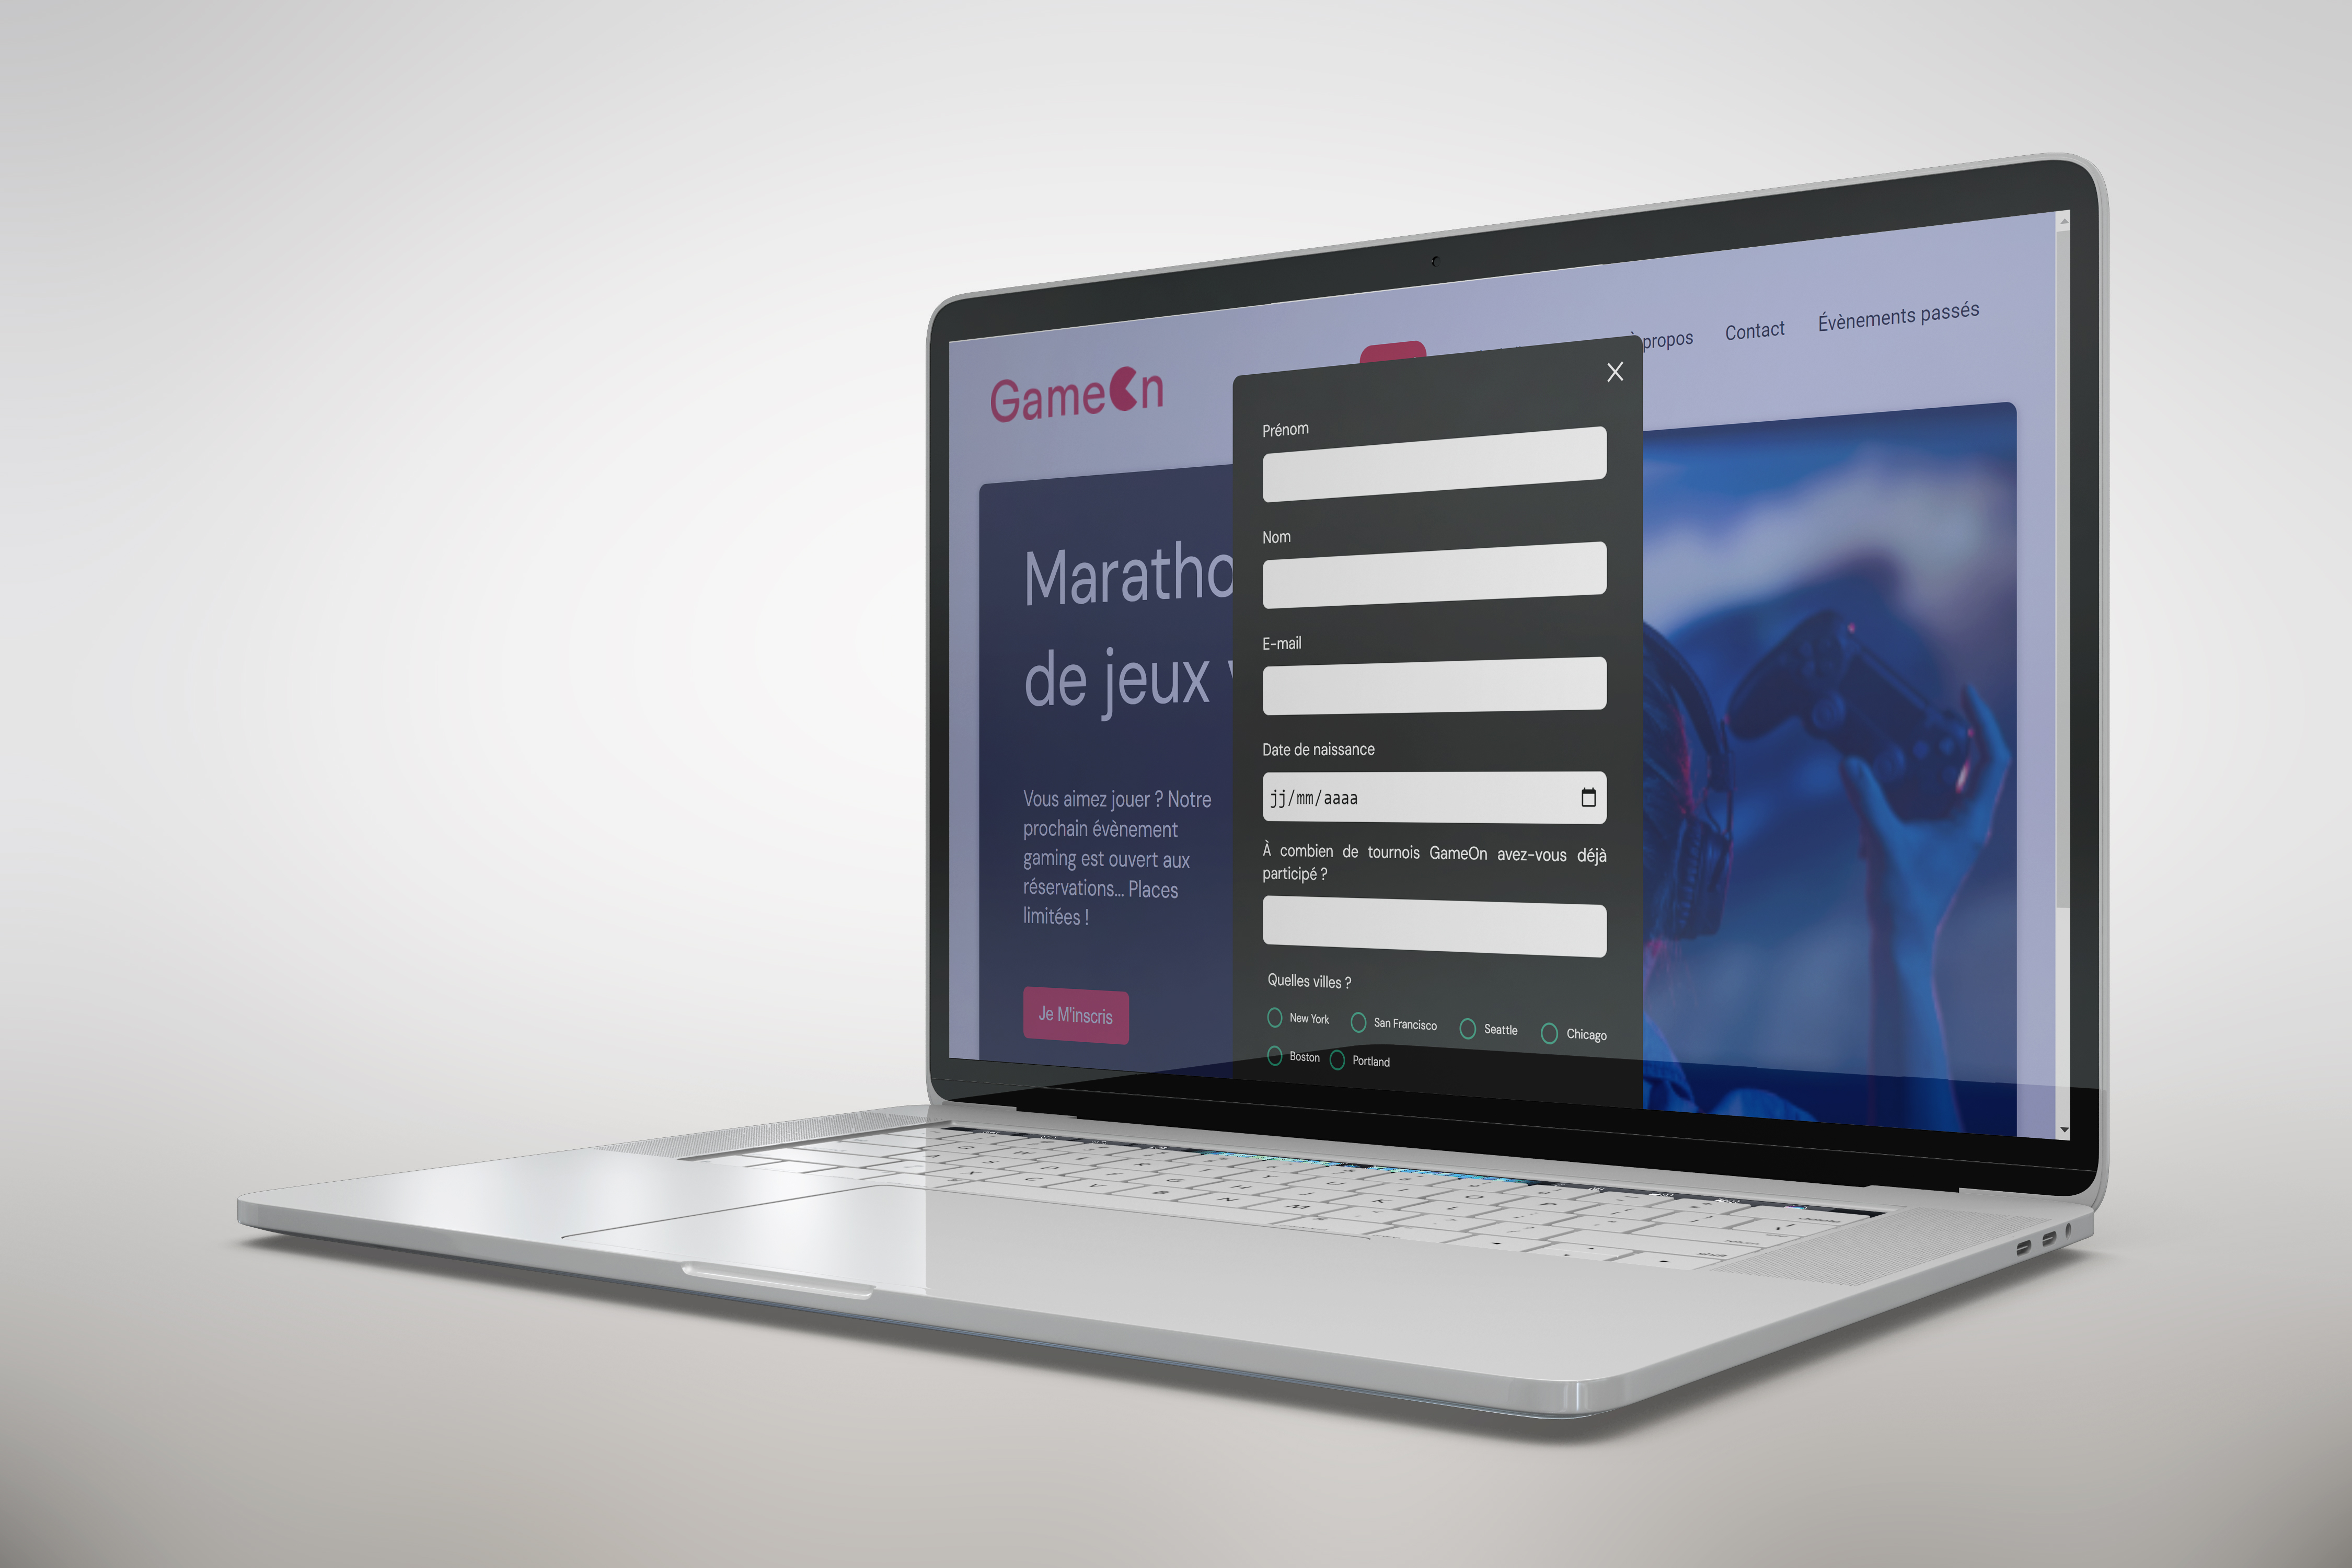 GameOn
propos
Contact
Évènements passés
Maratho
de jeux
Vous aimez jouer ? Notre
prochain évènement
gaming est ouvert aux
réservations... Places
limitées !
Je M'inscris
Prénom
Nom
E-mail
Date de naissance
jj/mm/aaaa
À combien de tournois GameOn avez-vous déjà
participé ?
Quelles villes ?
New York San Francisco Seattle Chicago
Boston Portland